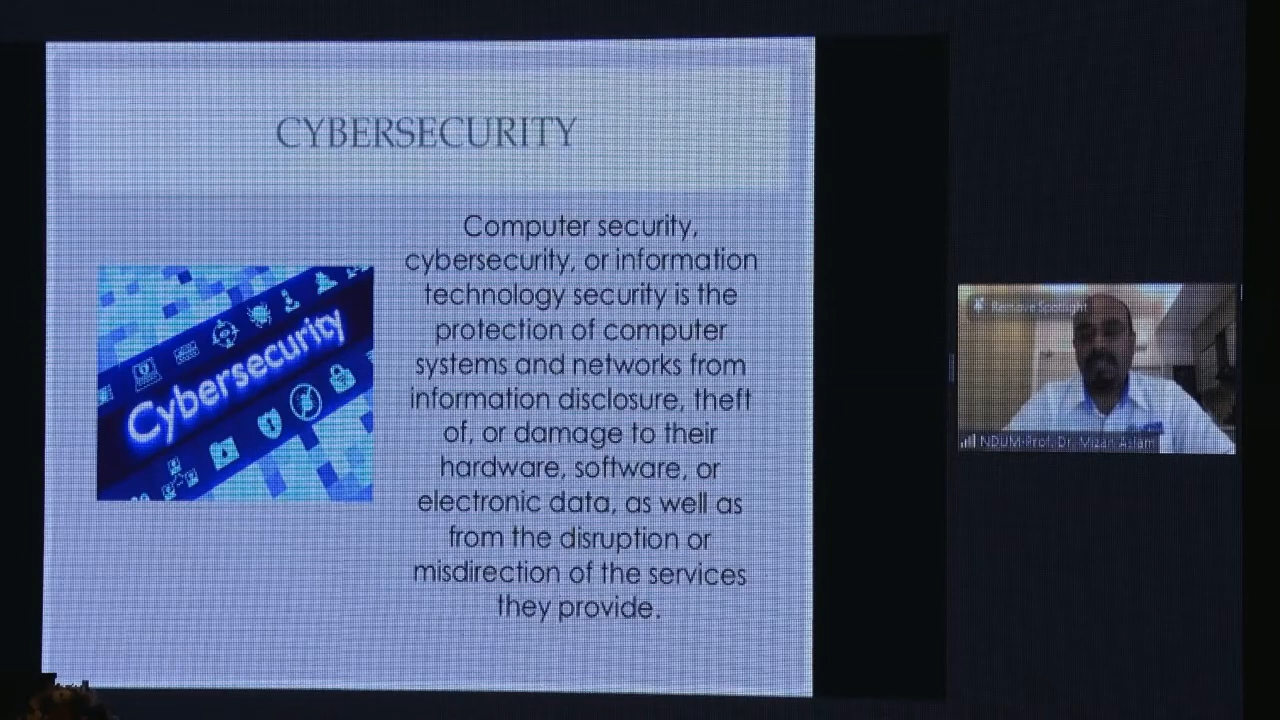 CYBERSECURITY
Computer security,
cybersecurity, or information
technology security is the
protection of computer
systems and networks from
information disclosure, theft
of, or damage to their
hardware, software, or
electronic data, as well as
from the disruption or
misdirection of the services
they provide.
Cybersecurity
Remove Spotlight
NDUM-Prof. Dr. Mizan Aslam